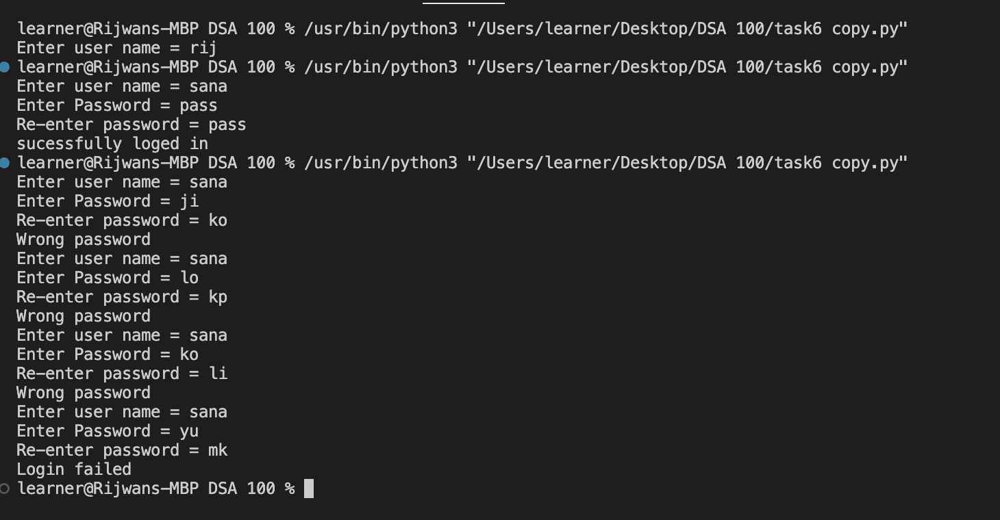 learner@Rijwans-MBP DSA 100 % /usr/bin/python3 "/Users/learner/Desktop/DSA 100/task6 copy.py"
Enter user name = rij
learner@Rijwans-MBP DSA 100 % /usr/bin/python3 "/Users/learner/Desktop/DSA 100/task6 copy.py"
Enter user name = sana
Enter Password = pass
Re-enter password = pass
sucessfully loged in
learner@Rijwans-MBP DSA 100 % /usr/bin/python3 "/Users/learner/Desktop/DSA 100/task6 copy.py"
Enter user name = sana
Enter Password = ji
Re-enter password = ko
Wrong password
Enter user name = sana
Enter Password = lo
Re-enter password = kp
Wrong password
Enter user name = sana
Enter Password = ko
Re-enter password = li
Wrong password
Enter user name = sana
Enter Password = yu
Re-enter password = mk
Login failed
learner@Rijwans-MBP DSA 100 %